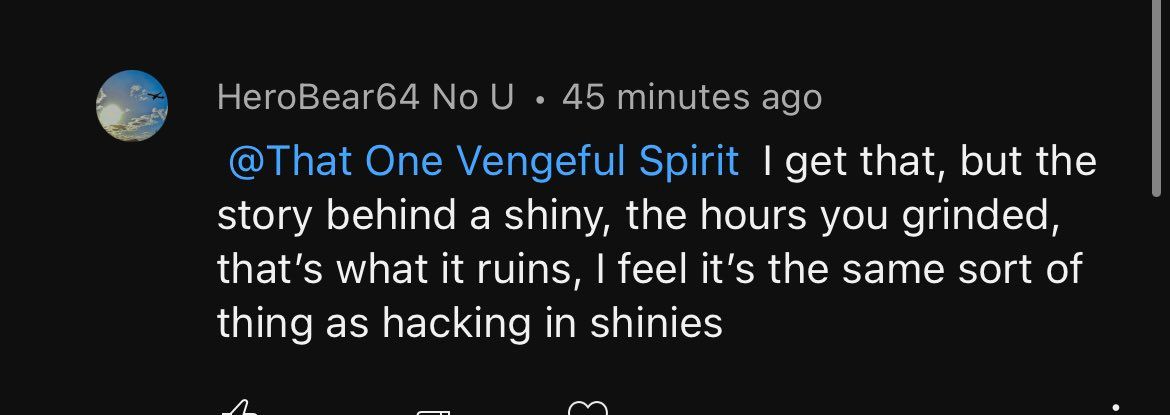 HeroBear64 No U • 45 minutes ago
@That One Vengeful Spirit I get that, but the
story behind a shiny, the hours you grinded,
that’s what it ruins, I feel it’s the same sort of
thing as hacking in shinies